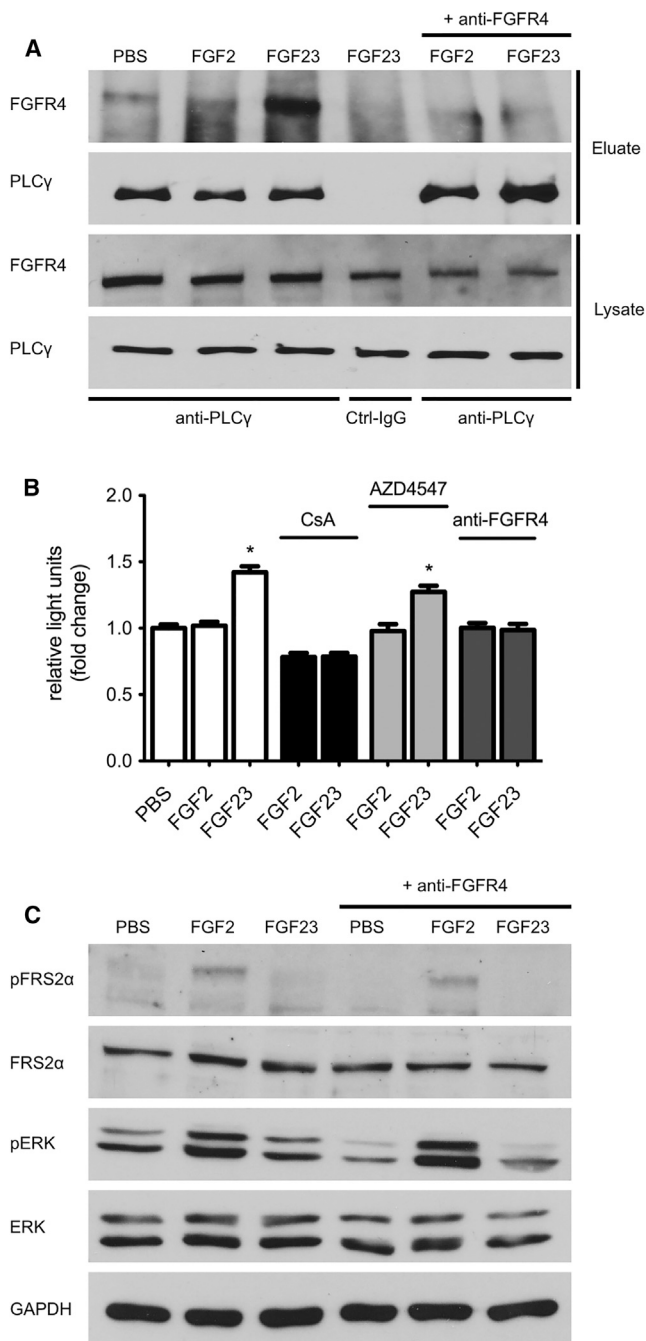 + anti-FGFR4
A
PBS FGF2 FGF23 FGF23 FGF2 FGF23
FGFR4
PLCγ
Eluate
FGFR4
PLCγ
Lysate
anti-PLCγ Ctrl-IgG anti-PLCγ
B
relative light units
(fold change)
2.0
1.5
1.0
0.5
0.0
CsA
AZD4547
anti-FGFR4
*
*
PBS FGF2 FGF23 FGF2 FGF23 FGF2 FGF23 FGF2 FGF23
+ anti-FGFR4
C
PBS FGF2 FGF23 PBS FGF2 FGF23
pFRS2α
FRS2α
pERK
ERK
GAPDH